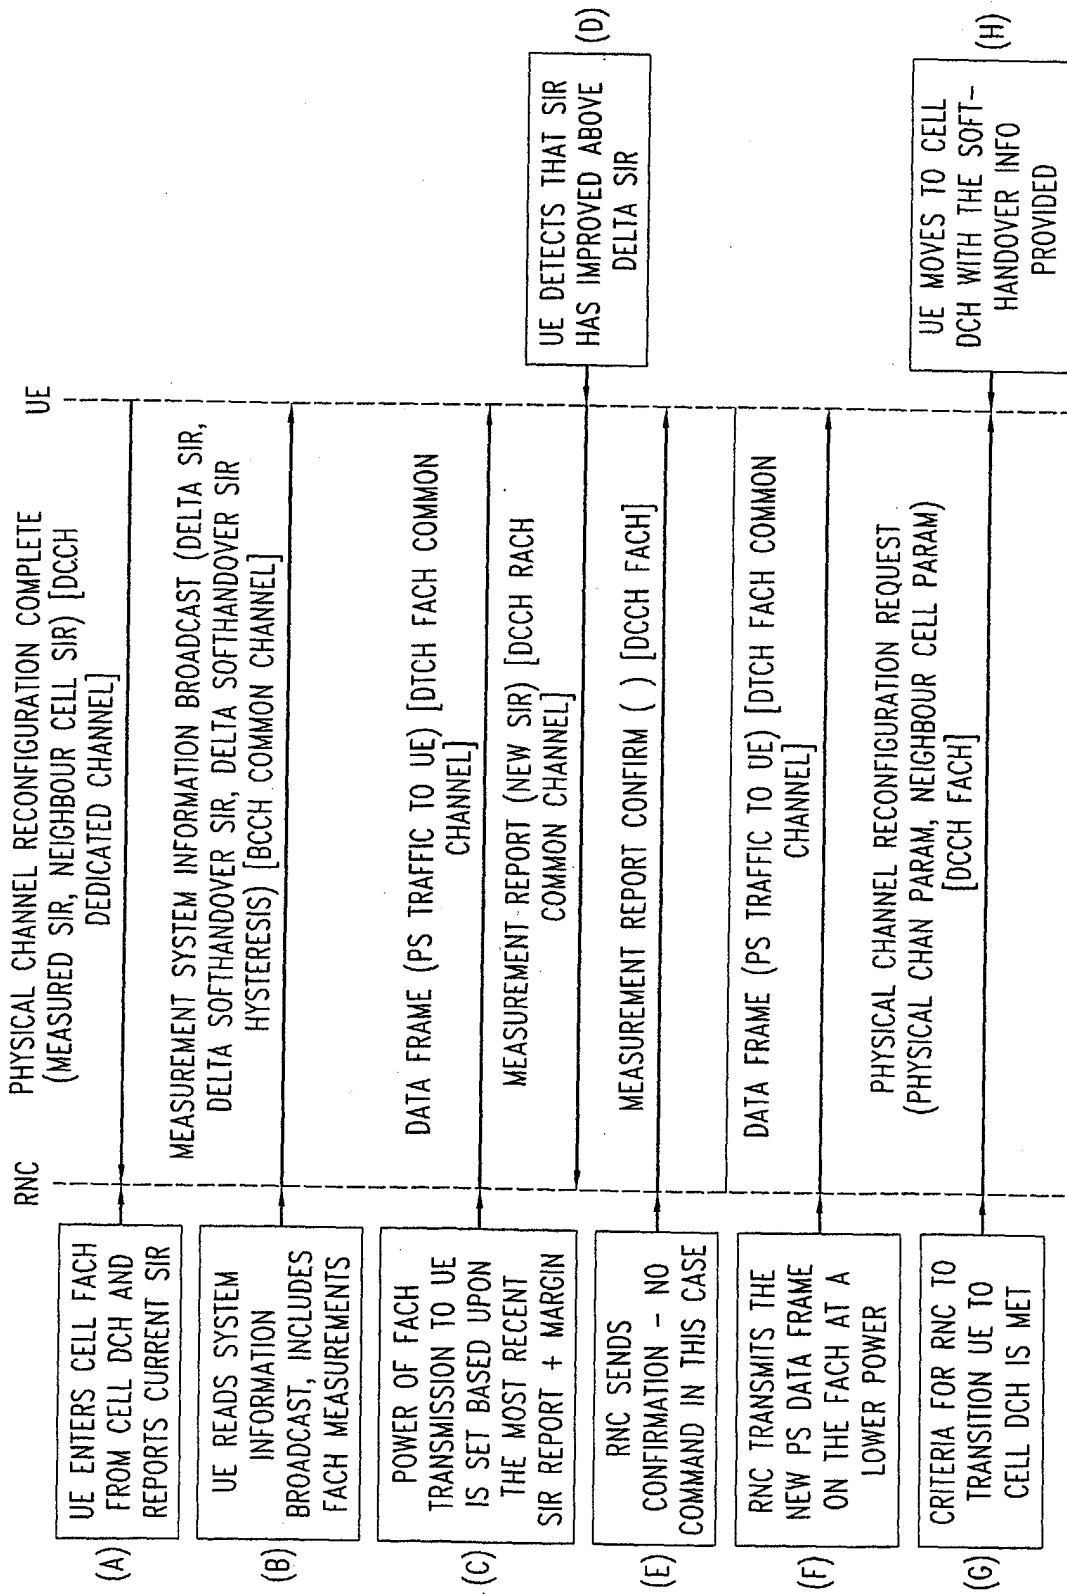 RNC
UE
(A)
UE ENTERS CELL FACH
FROM CELL DCH AND
REPORTS CURRENT SIR
PHYSICAL CHANNEL RECONFIGURATION COMPLETE
(MEASURED SIR, NEIGHBOUR CELL SIR) [DCCH
DEDICATED CHANNEL]
(B)
UE READS SYSTEM
INFORMATION
BROADCAST, INCLUDES
FACH MEASUREMENTS
MEASUREMENT SYSTEM INFORMATION BROADCAST (DELTA SIR,
DELTA SOFTHANDOVER SIR, DELTA SOFTHANDOVER SIR
HYSTERESIS) [BCCH COMMON CHANNEL]
(C)
POWER OF FACH
TRANSMISSION TO UE
IS SET BASED UPON
THE MOST RECENT
SIR REPORT + MARGIN
DATA FRAME (PS TRAFFIC TO UE) [DTCH FACH COMMON
CHANNEL]
MEASUREMENT REPORT (NEW SIR) [DCCH RACH
COMMON CHANNEL]
UE DETECTS THAT SIR
HAS IMPROVED ABOVE
DELTA SIR
(D)
(E)
RNC SENDS
CONFIRMATION - NO
COMMAND IN THIS CASE
MEASUREMENT REPORT CONFIRM ( ) [DCCH FACH]
(F)
RNC TRANSMITS THE
NEW PS DATA FRAME
ON THE FACH AT A
LOWER POWER
DATA FRAME (PS TRAFFIC TO UE) [DTCH FACH COMMON
CHANNEL]
(G)
CRITERIA FOR RNC TO
TRANSITION UE TO
CELL DCH IS MET
PHYSICAL CHANNEL RECONFIGURATION REQUEST
(PHYSICAL CHAN PARAM, NEIGHBOUR CELL PARAM)
[DCCH FACH]
UE MOVES TO CELL
DCH WITH THE SOFT-
HANDOVER INFO
PROVIDED
(H)